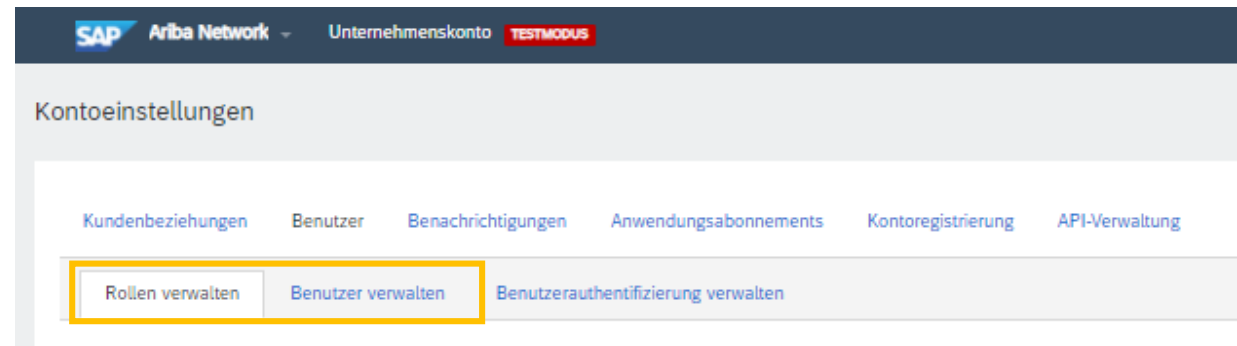 SAP Ariba Network Unternehmenskonto TESTMODUS
Kontoeinstellungen
Kundenbeziehungen Benutzer Benachrichtigungen Anwendungsabonnements Kontoregistrierung API-Verwaltung
Rollen verwalten Benutzer verwalten Benutzerauthentifizierung verwalten